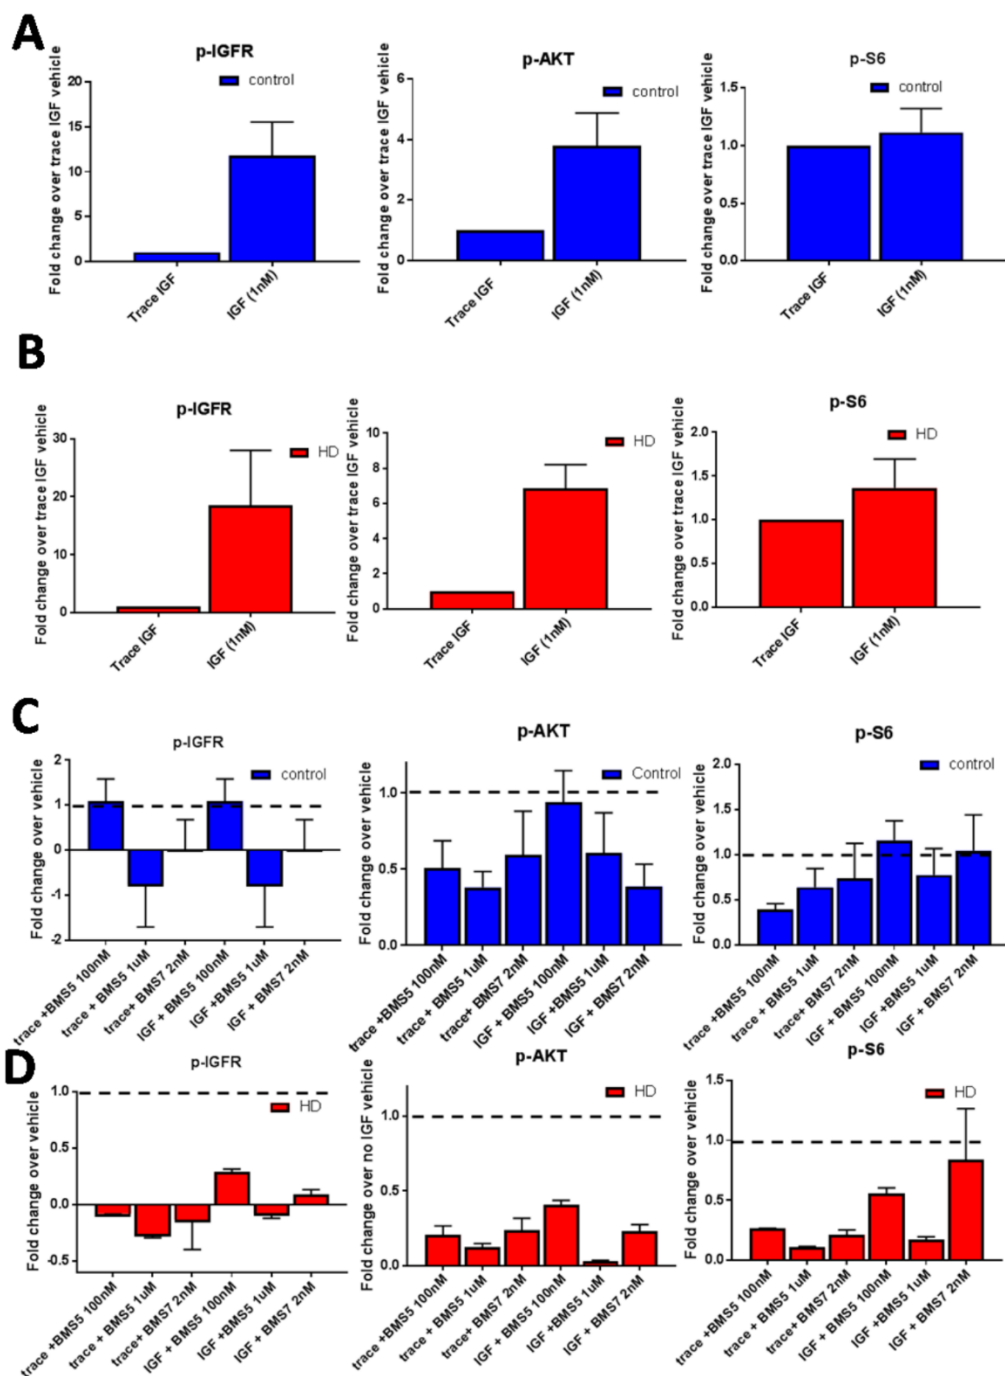 A
p-IGFR
control
Fold change over trace IGF vehicle
20
15
10
5
0
Trace IGF
IGF (1nM)
p-AKT
control
Fold change over trace IGF vehicle
6
4
2
0
Trace IGF
IGF (1nM)
p-S6
control
Fold change over trace IGF vehicle
1.5
1.0
0.5
0.0
Trace IGF
IGF (1nM)
B
p-IGFR
HD
Fold change over trace IGF vehicle
30
20
10
0
Trace IGF
IGF (1nM)
HD
Fold change over trace IGF vehicle
10
8
6
4
2
0
Trace IGF
IGF (1nM)
p-S6
HD
Fold change over trace IGF vehicle
2.0
1.5
1.0
0.5
0.0
Trace IGF
IGF (1nM)
C
p-IGFR
control
Fold change over vehicle
2
1
0
-1
-2
trace +BMS5 100nM
trace + BMS5 1uM
trace+ BMS7 2nM
IGF + BMS5 100nM
IGF +BMS5 1uM
IGF + BMS7 2nM
p-AKT
Control
Fold change over vehicle
1.0
0.5
0.0
trace +BMS5 100nM
trace + BMS5 1uM
trace+ BMS7 2nM
IGF + BMS5 100nM
IGF +BMS5 1uM
IGF + BMS7 2nM
p-S6
control
Fold change over vehicle
2.0
1.5
1.0
0.5
0.0
trace +BMS5 100nM
trace + BMS5 1uM
trace+ BMS7 2nM
IGF + BMS5 100nM
IGF +BMS5 1uM
IGF + BMS7 2nM
D
p-IGFR
HD
Fold change over vehicle
1.0
0.5
0.0
-0.5
trace +BMS5 100nM
trace + BMS5 1uM
trace+ BMS7 2nM
IGF + BMS5 100nM
IGF +BMS5 1uM
IGF + BMS7 2nM
p-AKT
HD
Fold change over no IGF vehicle
1.0
0.5
0.0
trace +BMS5 100nM
trace + BMS5 1uM
trace+ BMS7 2nM
IGF + BMS5 100nM
IGF +BMS5 1uM
IGF + BMS7 2nM
p-S6
HD
Fold change over vehicle
1.5
1.0
0.5
0.0
trace +BMS5 100nM
trace + BMS5 1uM
trace+ BMS7 2nM
IGF + BMS5 100nM
IGF +BMS5 1uM
IGF + BMS7 2nM